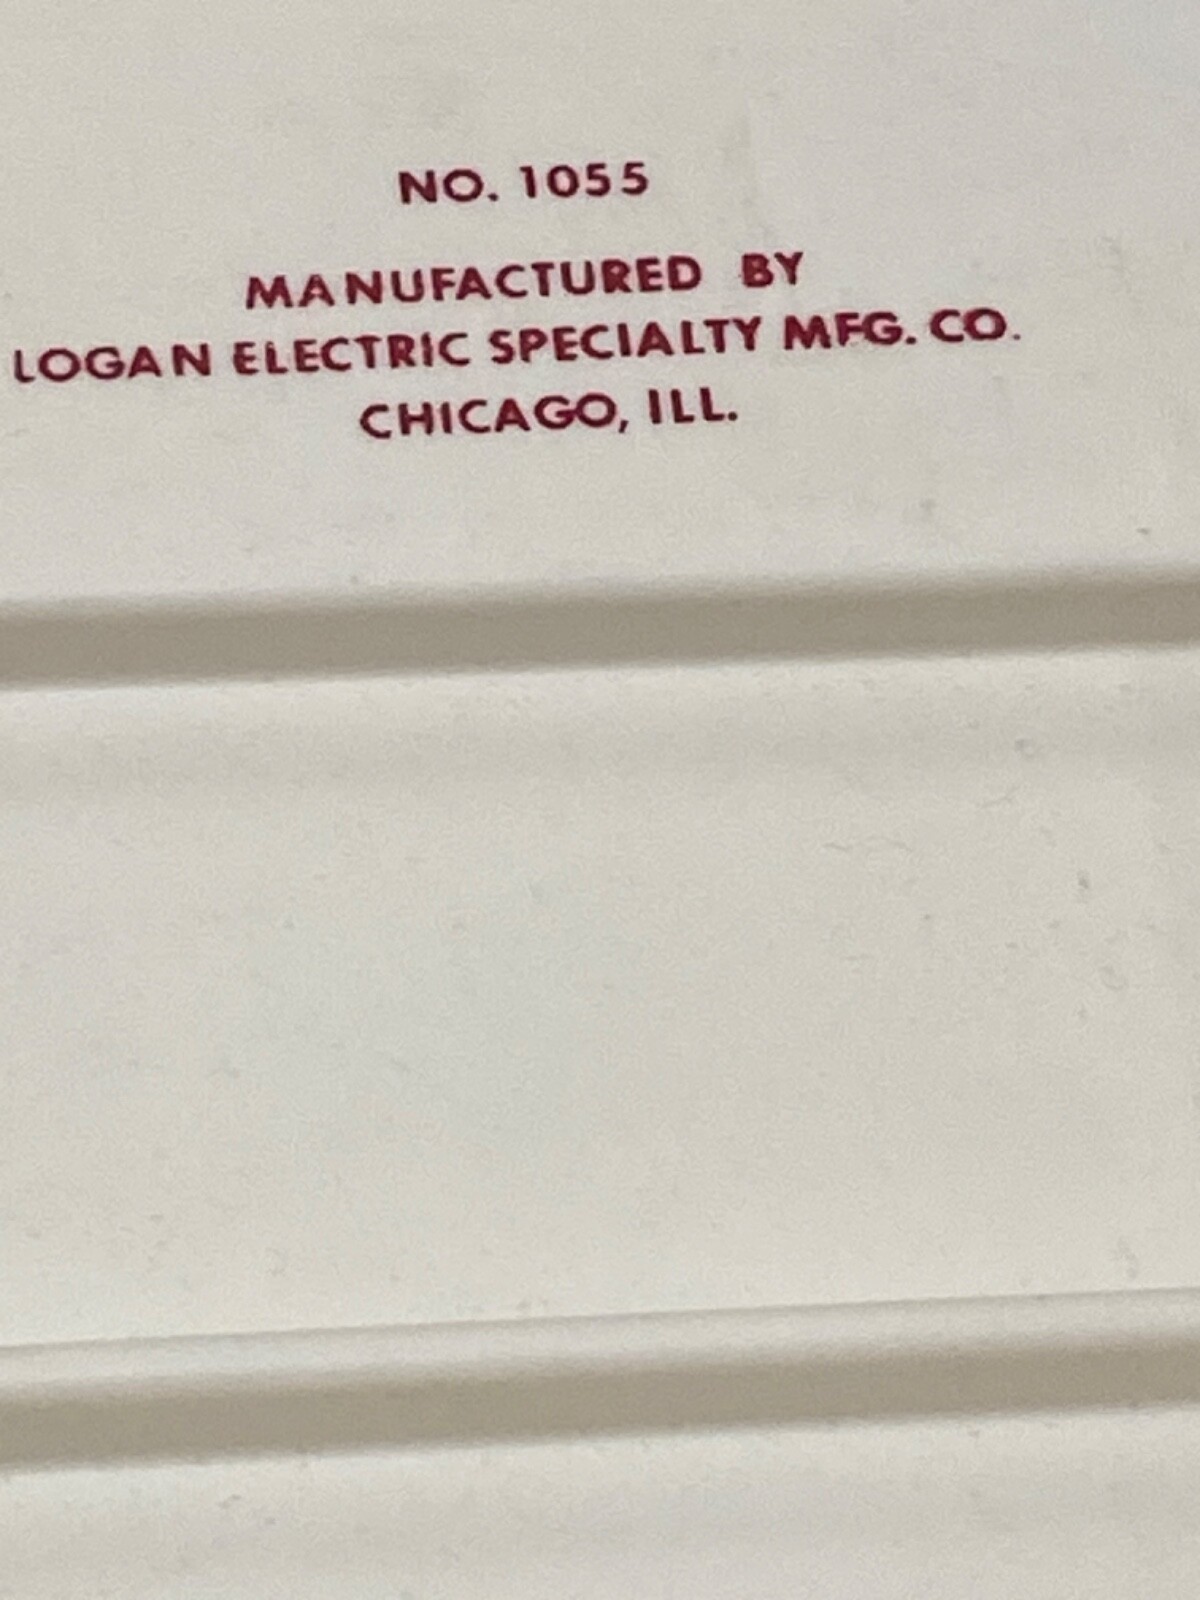 NO. 1055
MANUFACTURED BY
LOGAN ELECTRIC SPECIALTY MFG. CO.
CHICAGO, ILL.